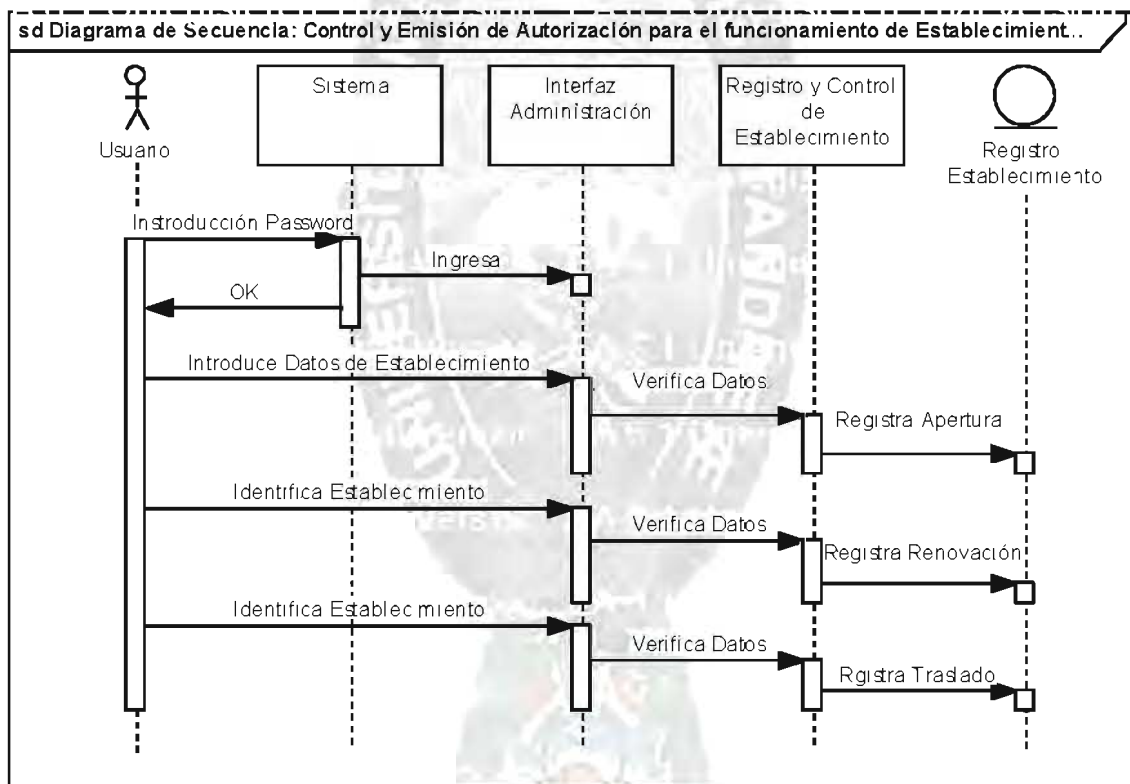 sd Diagrama de Secuencia: Control y Emisión de Autorización para el funcionamiento de Establecimient...
Usuario
Sistema
Interfaz
Administración
Registro y Control
de
Establecimiento
Registro
Establecimiento
Instroducción Password
Ingresa
OK
Introduce Datos de Establecimiento
Verifica Datos
Registra Apertura
Identifica Establecimiento
Verifica Datos
Registra Renovación
Identifica Establecimiento
Verifica Datos
Rgistra Traslado